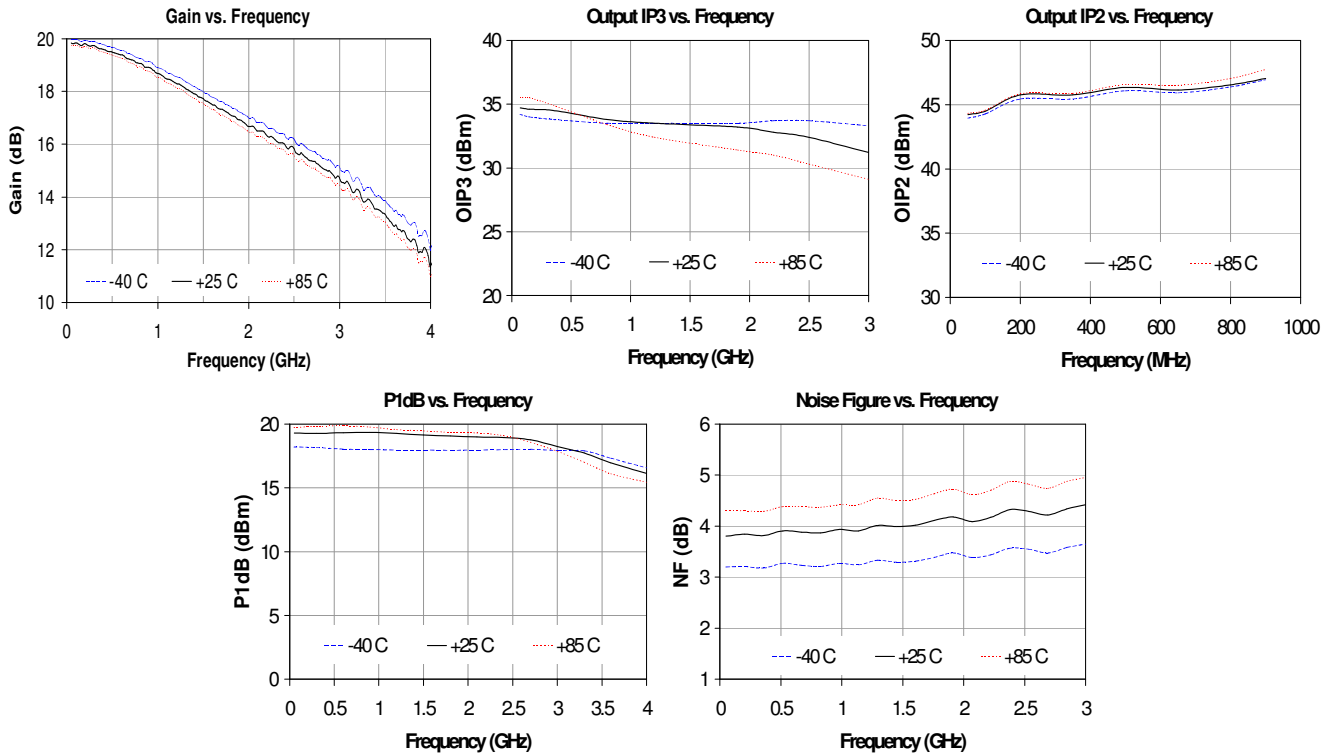 Gain vs. Frequency
Gain (dB)
20
18
16
14
12
10
-40 C +25 C +85 C
0 1 2 3 4
Frequency (GHz)
Output IP3 vs. Frequency
OIP3 (dBm)
40
35
30
25
20
-40 C +25 C +85 C
0 0.5 1 1.5 2 2.5 3
Frequency (GHz)
Output IP2 vs. Frequency
OIP2 (dBm)
50
45
40
35
30
-40 C +25 C +85 C
0 200 400 600 800 1000
Frequency (MHz)
P1dB vs. Frequency
P1dB (dBm)
20
15
10
5
0
-40 C +25 C +85 C
0 0.5 1 1.5 2 2.5 3 3.5 4
Frequency (GHz)
Noise Figure vs. Frequency
NF (dB)
6
5
4
3
2
1
-40 C +25 C +85 C
0 0.5 1 1.5 2 2.5 3
Frequency (GHz)